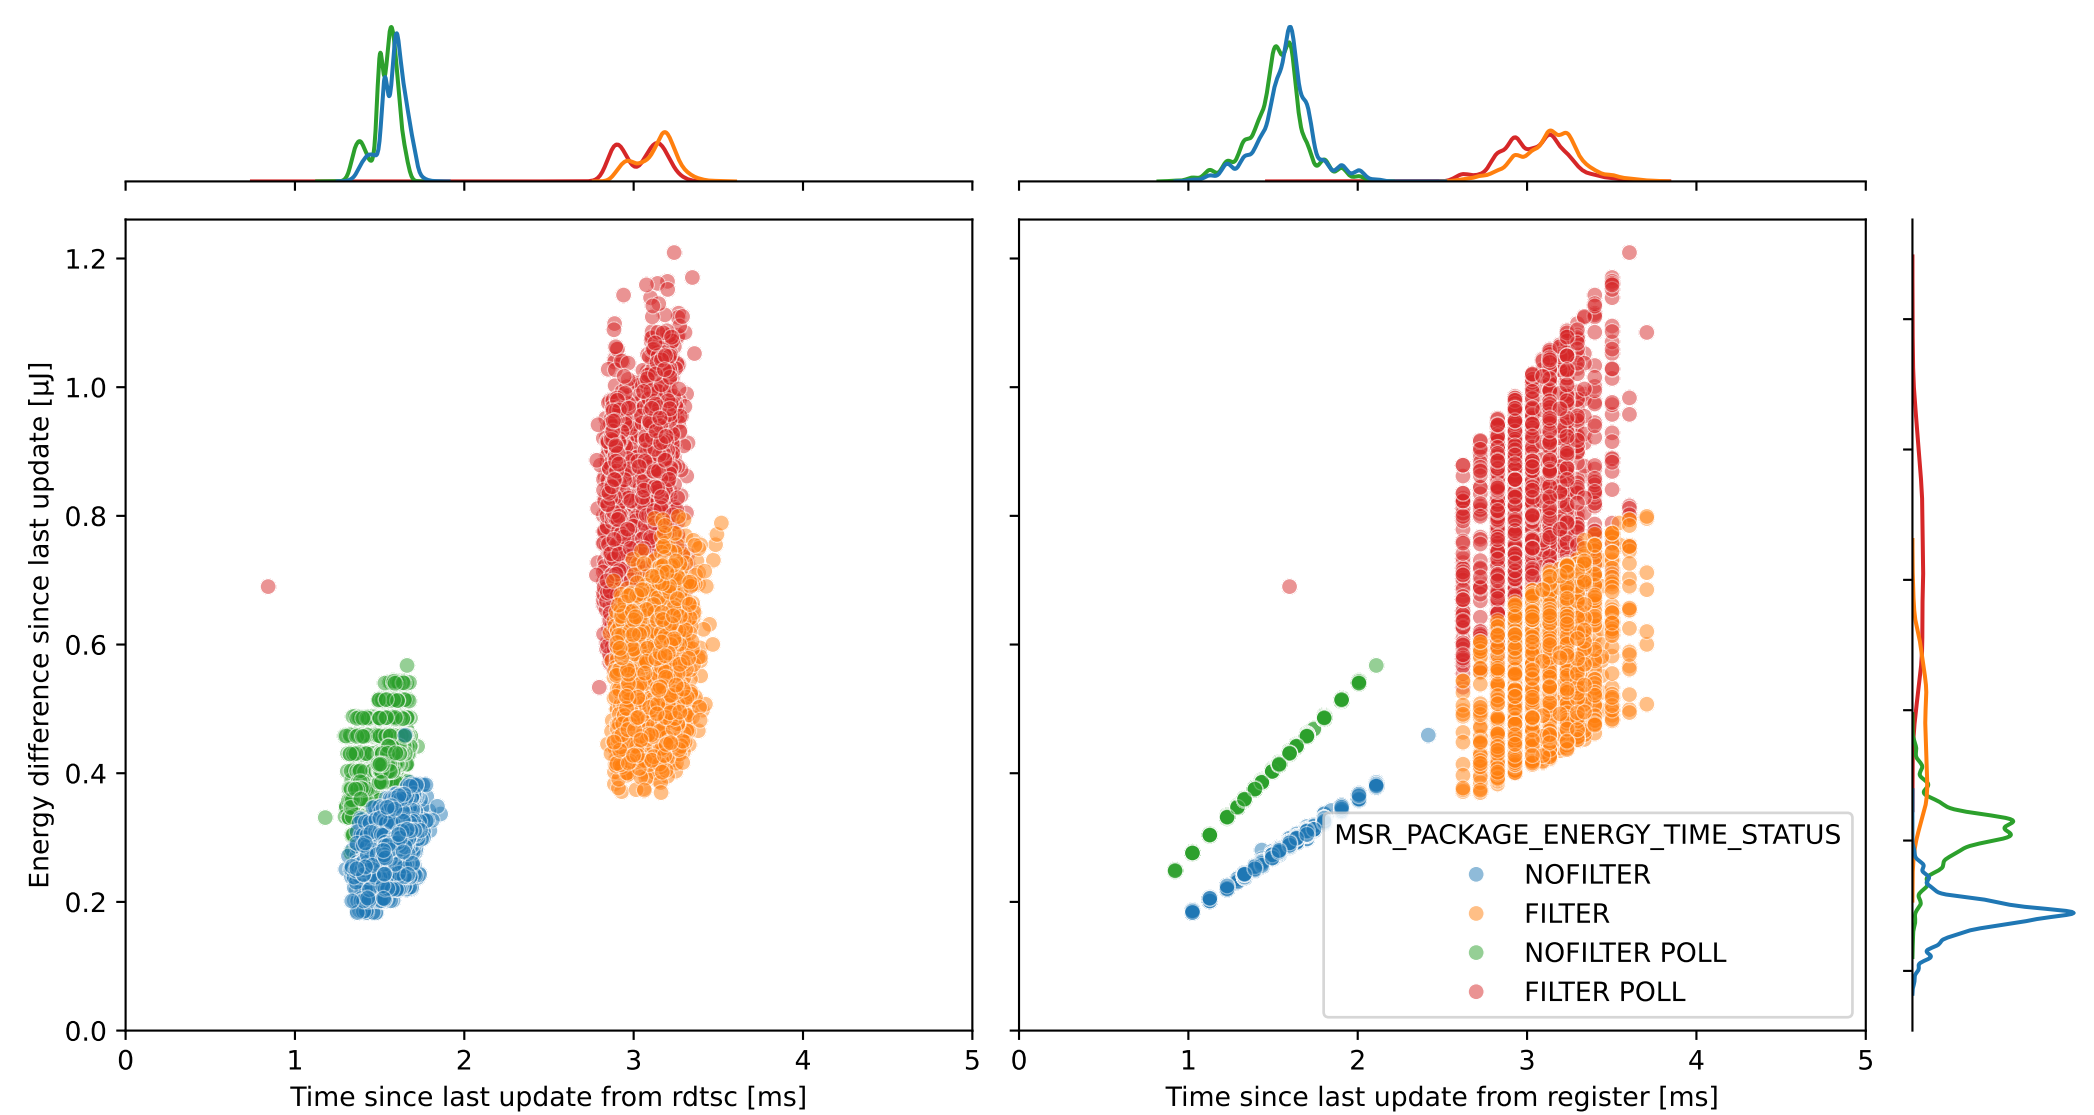 Energy difference since last update [μJ]
1.2
1.0
0.8
0.6
0.4
0.2
0.0
0 1 2 3 4 5
Time since last update from rdtsc [ms]
MSR_PACKAGE_ENERGY_TIME_STATUS
NOFILTER
FILTER
NOFILTER POLL
FILTER POLL
0 1 2 3 4 5
Time since last update from register [ms]